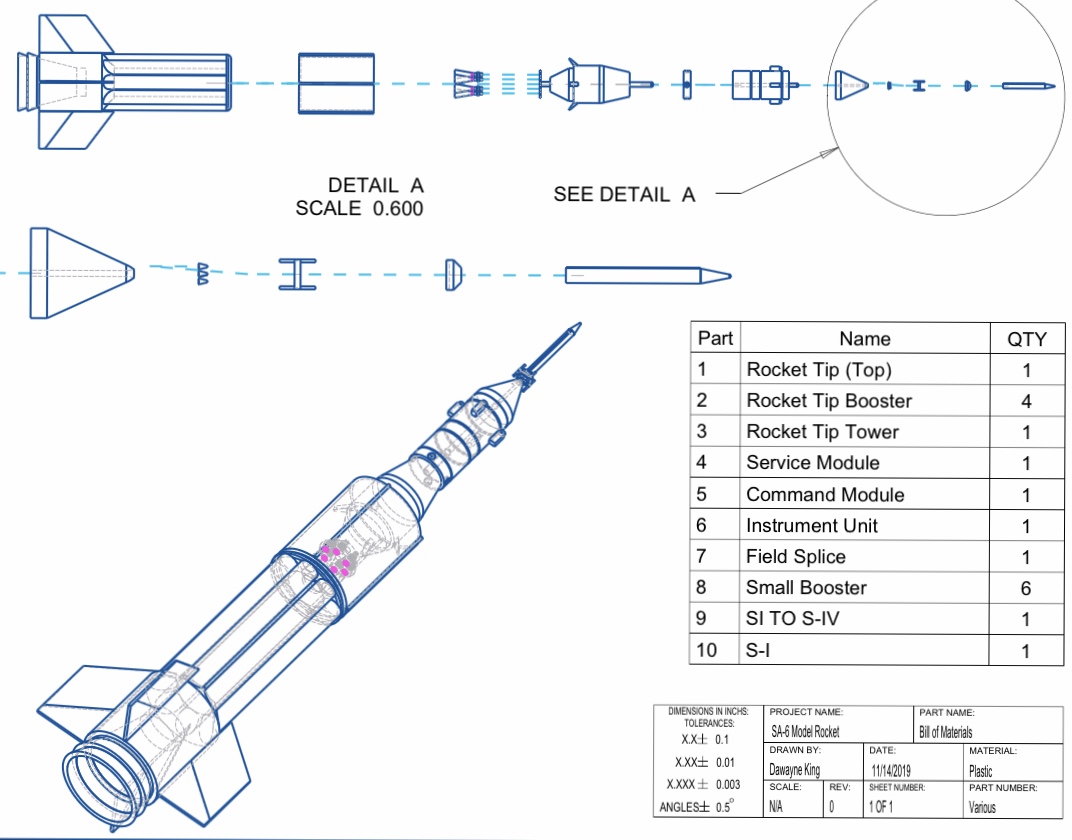 DETAIL A
SCALE 0.600
SEE DETAIL A
Part Name QTY
1 Rocket Tip (Top) 1
2 Rocket Tip Booster 4
3 Rocket Tip Tower 1
4 Service Module 1
5 Command Module 1
6 Instrument Unit 1
7 Field Splice 1
8 Small Booster 6
9 SI TO S-IV 1
10 S-I 1
DIMENSIONS IN INCHS:
TOLERANCES:
X.X± 0.1
X.XX± 0.01
X.XXX ± 0.003
ANGLES± 0.5°
PROJECT NAME: PART NAME:
SA-6 Model Rocket Bill of Materials
DRAWN BY: DATE: MATERIAL:
Dawayne King 11/14/2019 Plastic
SCALE: REV: SHEET NUMBER: PART NUMBER:
N/A 0 1 OF 1 Various